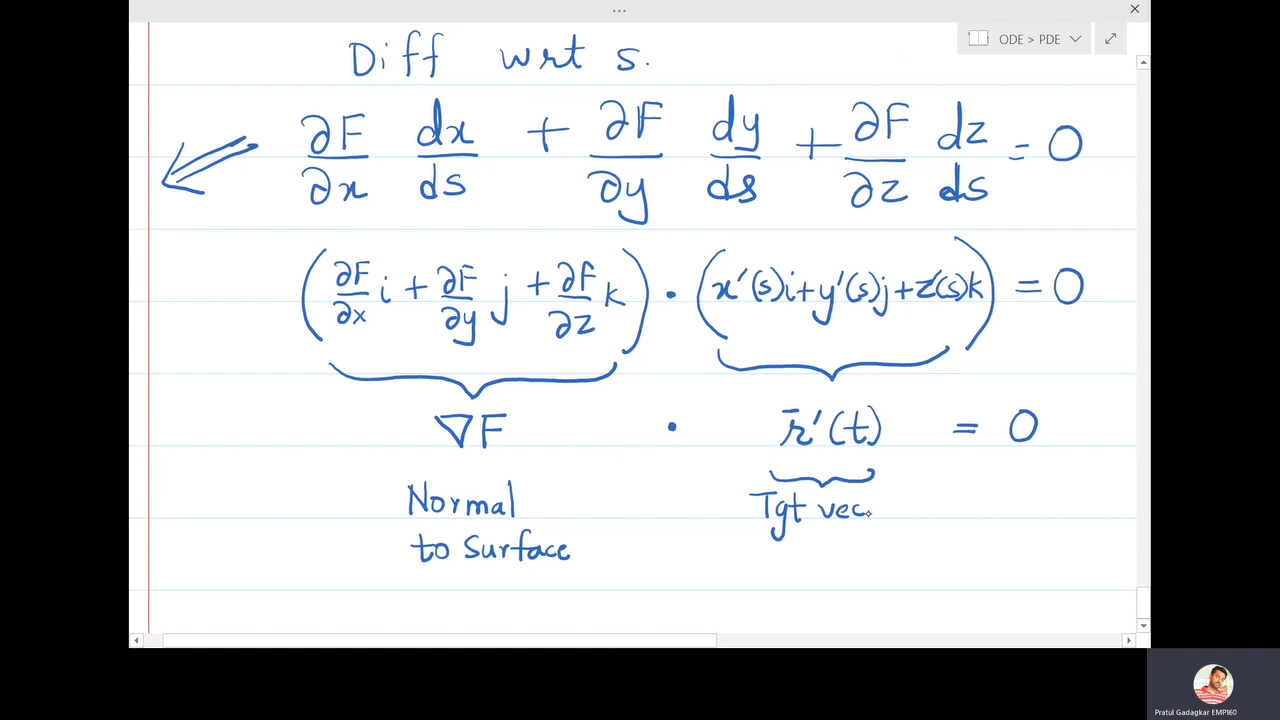 ODE > PDE
Diff wrt s.
∂F/∂x dx/ds + ∂F/∂y dy/ds + ∂F/∂z dz/ds = 0
(∂F/∂x i + ∂F/∂y j + ∂F/∂z k) · (x'(s)i+y'(s)j+z'(s)k) = 0
∇F · r̄'(t) = 0
Normal Tgt vec
to Surface
Pratul Gadagkar EMP160